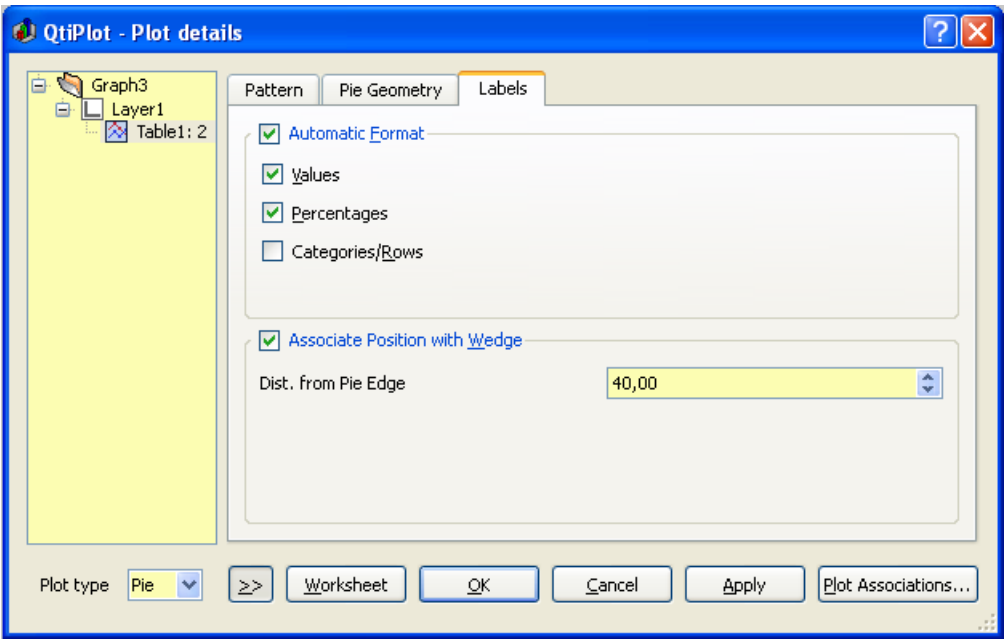 QtiPlot - Plot details
Graph3
Layer1
Table1: 2
Pattern Pie Geometry Labels
Automatic Format
Values
Percentages
Categories/Rows
Associate Position with Wedge
Dist. from Pie Edge 40,00
Plot type Pie >> Worksheet OK Cancel Apply Plot Associations...